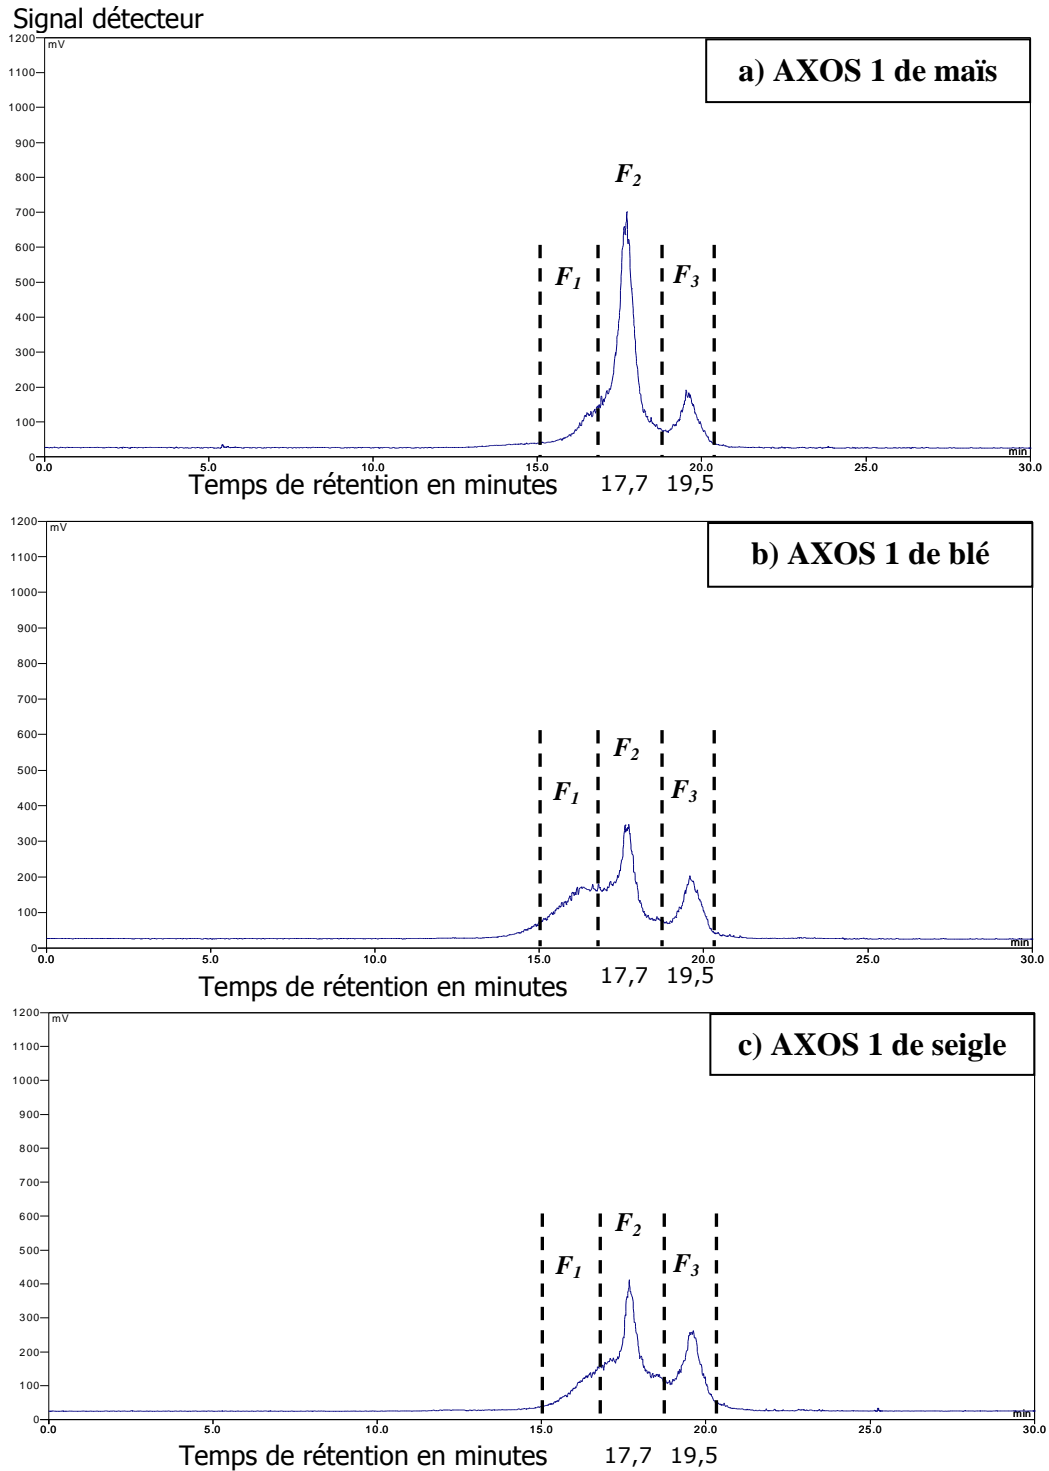 Signal détecteur
1200
mV
a) AXOS 1 de maïs
1100
1000
900
800
F2
700
600
F1
F3
500
400
300
200
100
0
min
0.0 5.0 10.0 15.0 20.0 25.0 30.0
Temps de rétention en minutes 17,7 19,5
1200
mV
b) AXOS 1 de blé
1100
1000
900
800
700
600
F2
500
F1
F3
400
300
200
100
0
min
0.0 5.0 10.0 15.0 20.0 25.0 30.0
Temps de rétention en minutes 17,7 19,5
1200
mV
c) AXOS 1 de seigle
1100
1000
900
800
700
600
F2
500
F1
F3
400
300
200
100
0
min
0.0 5.0 10.0 15.0 20.0 25.0 30.0
Temps de rétention en minutes 17,7 19,5